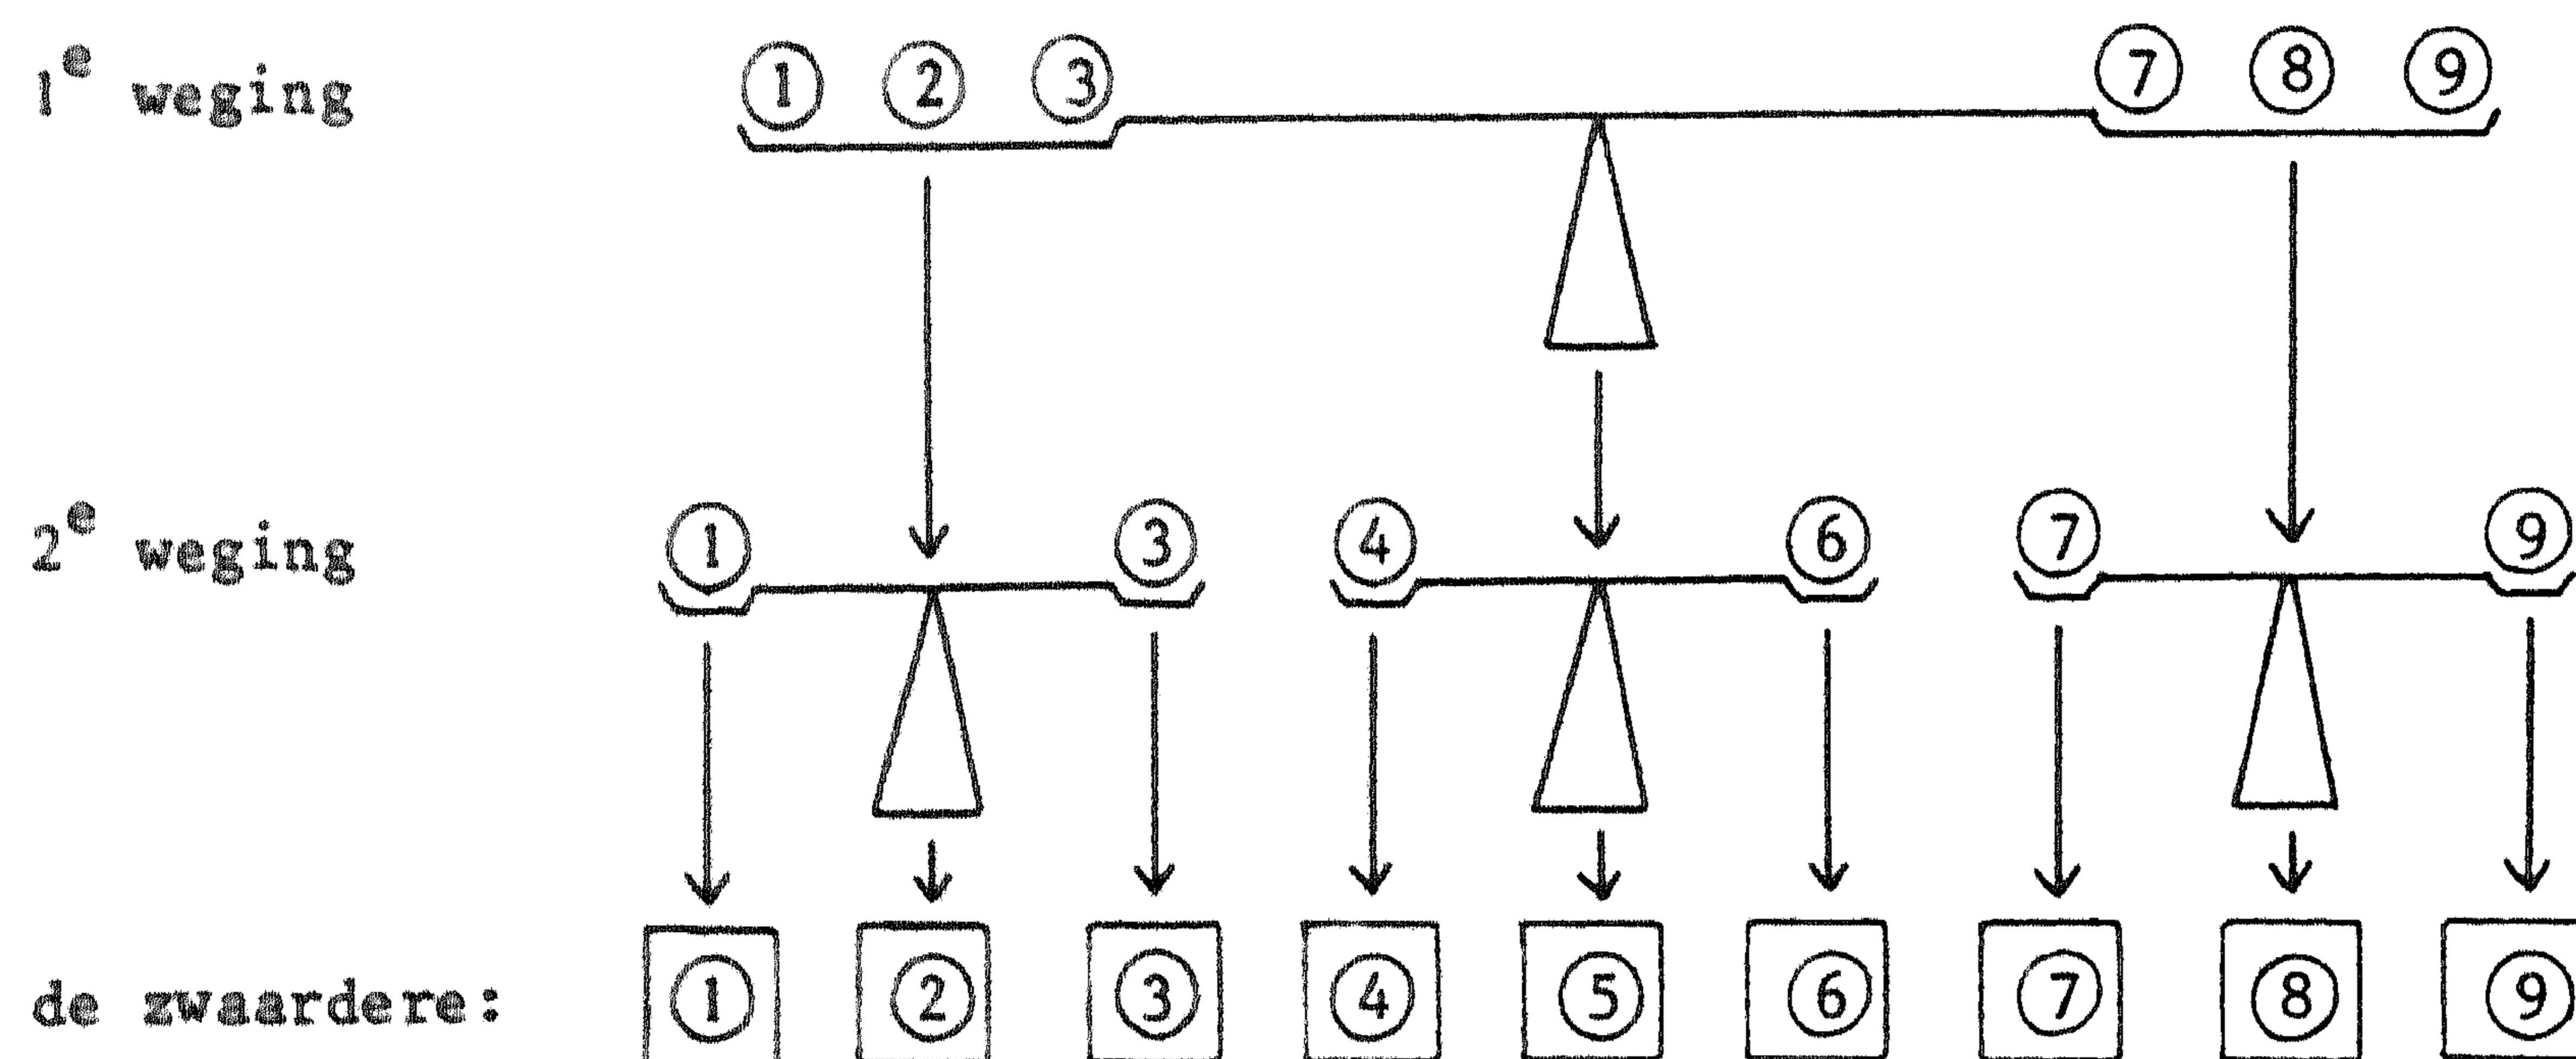 1e weging ① ② ③ ⑦ ⑧ ⑨
2e weging ① ③ ④ ⑥ ⑦ ⑨
de zwaardere: ① ② ③ ④ ⑤ ⑥ ⑦ ⑧ ⑨